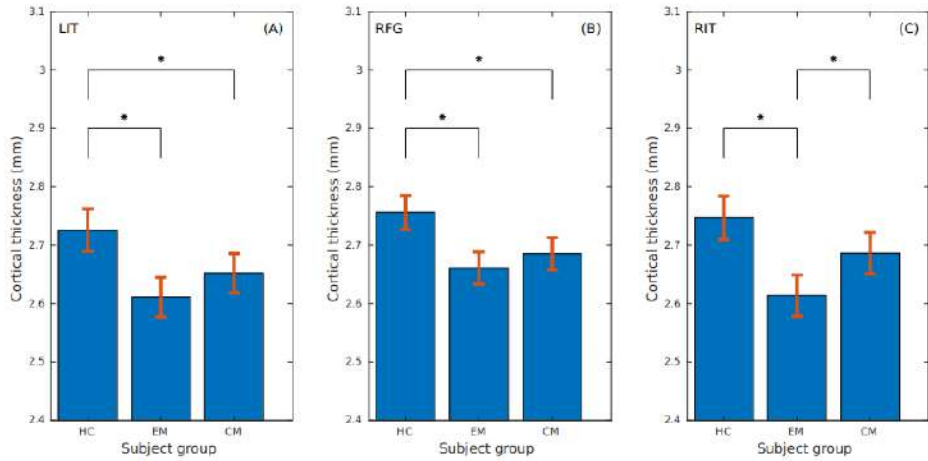 LIT (A)
Cortical thickness (mm)
3.1
3
2.9
2.8
2.7
2.6
2.5
2.4
*
*
HC EM CM
Subject group
RFG (B)
Cortical thickness (mm)
3.1
3
2.9
2.8
2.7
2.6
2.5
2.4
*
*
HC EM CM
Subject group
RIT (C)
Cortical thickness (mm)
3.1
3
2.9
2.8
2.7
2.6
2.5
2.4
*
*
HC EM CM
Subject group